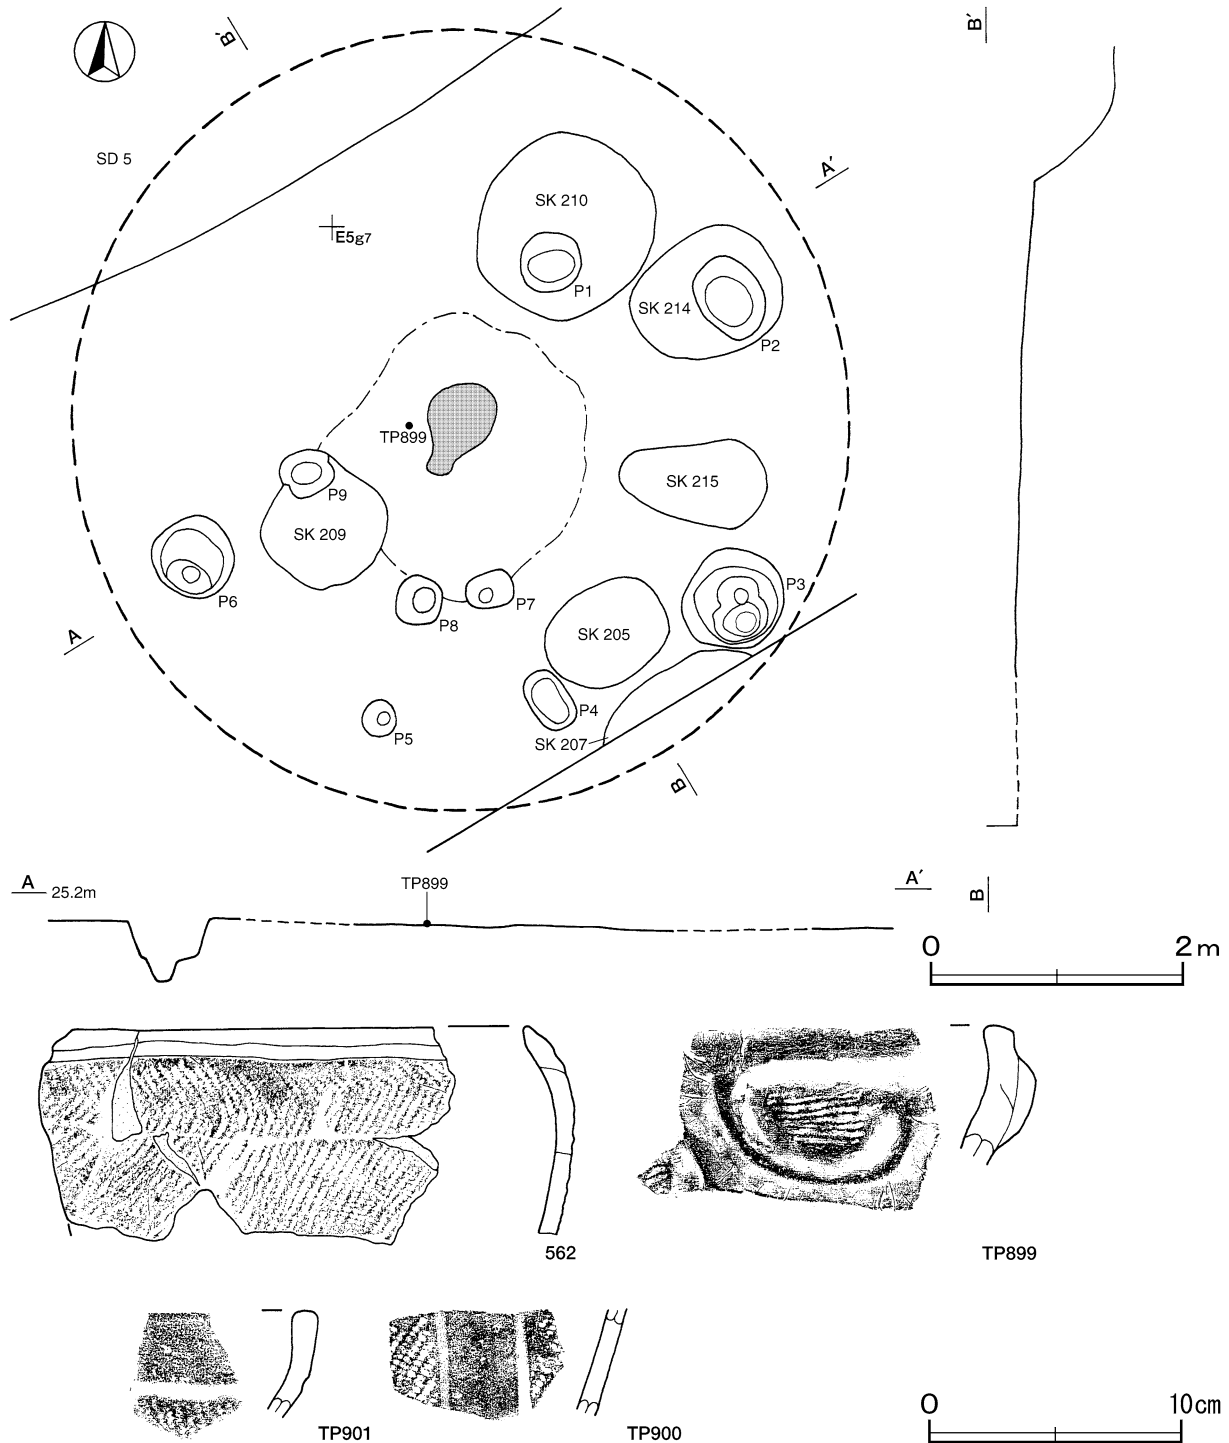 B′
B′
SD 5
A′
SK 210
E5g7
P1
SK 214
P2
TP899
P9
SK 215
SK 209
P3
P6
P7
P8
SK 205
A
P4
P5
SK 207
B
A 25.2m
TP899
A′
B
0 2m
562
TP899
TP901
TP900
0 10cm